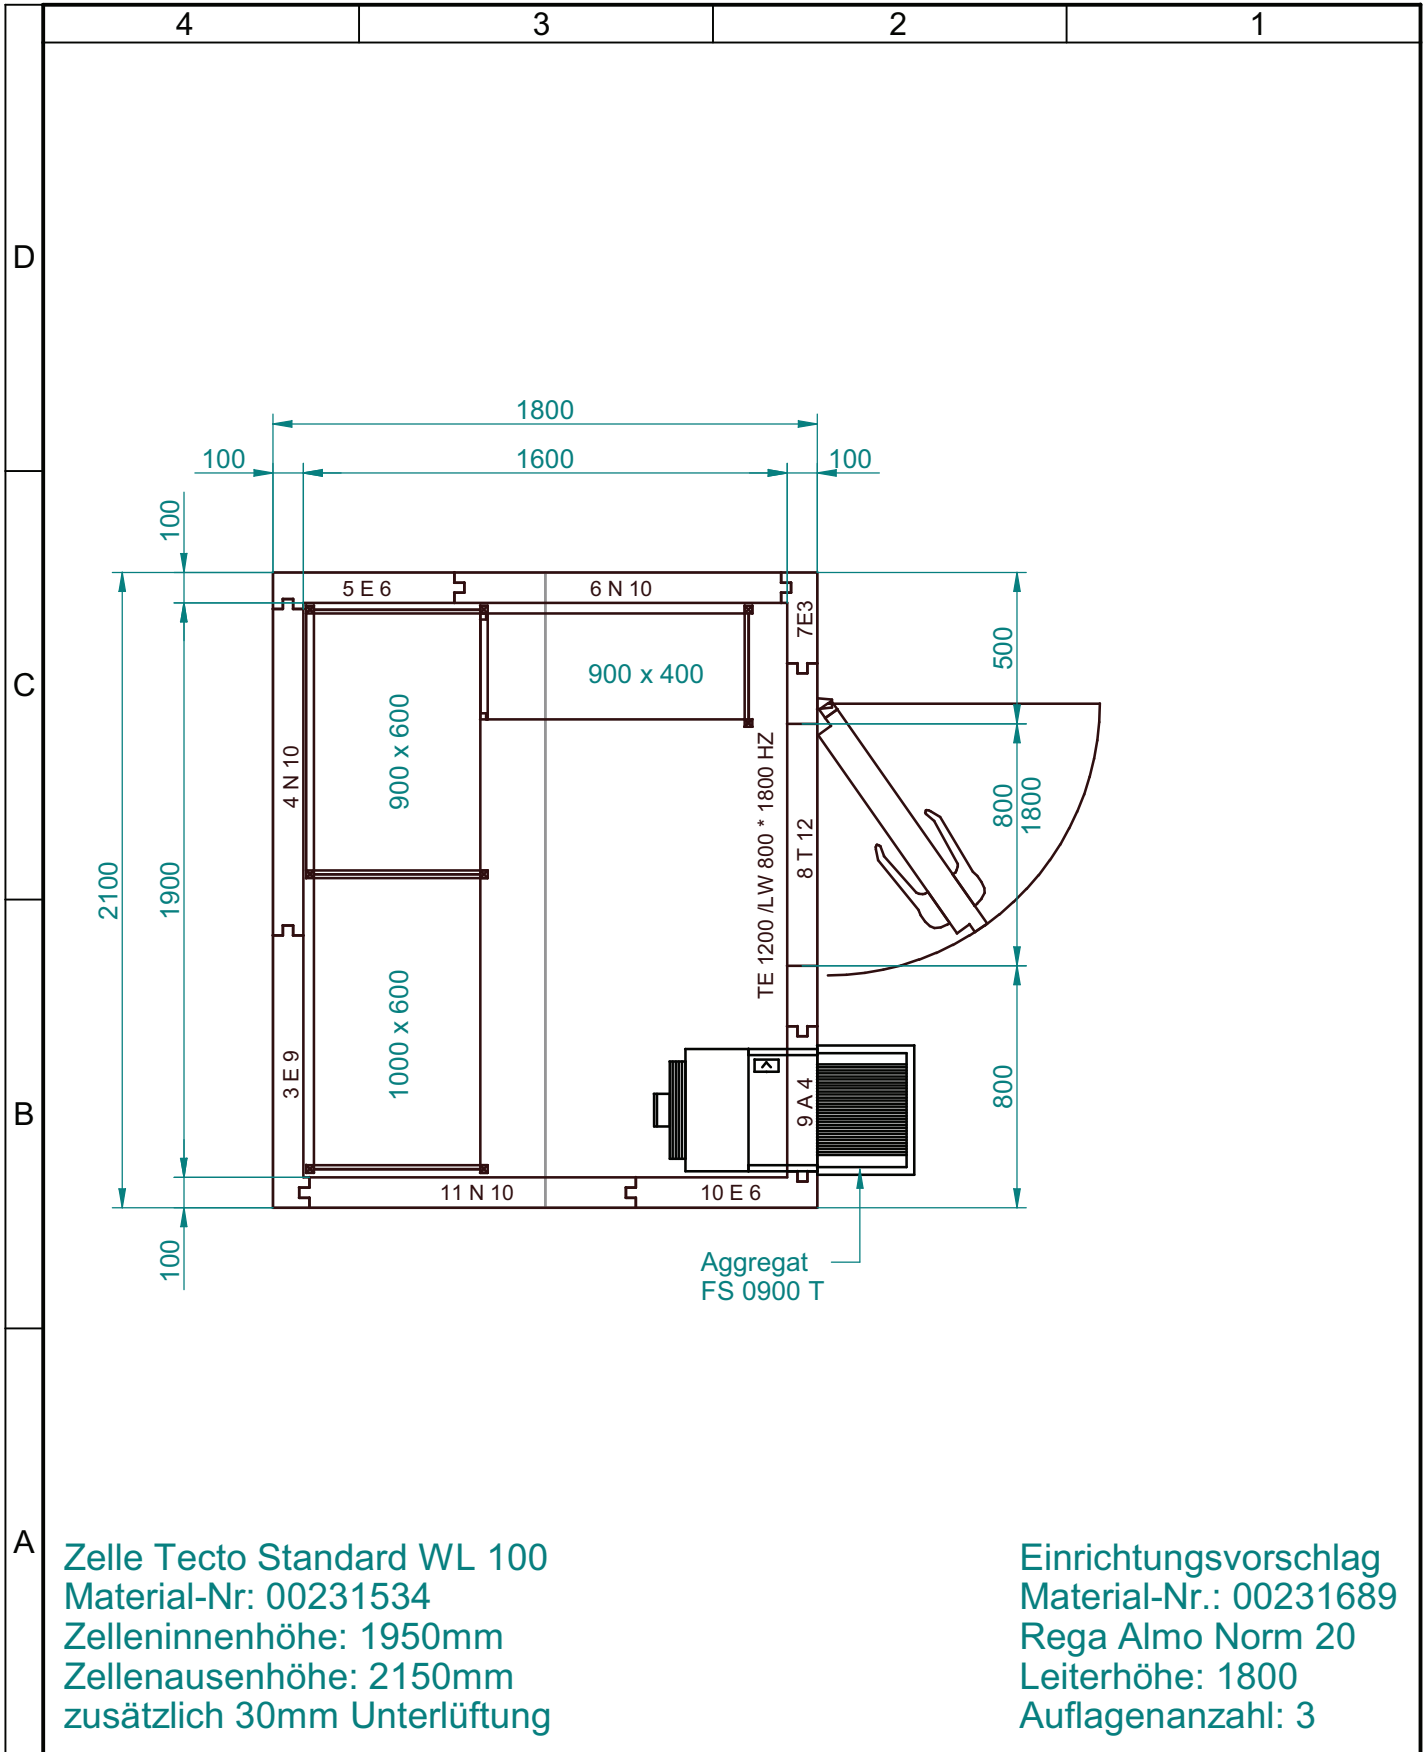 4 3 2 1
D
C
B
A
1800
100 1600 100
100
5 E 6 6 N 10
7E3
500
900 x 400
900 x 600
4 N 10
TE 1200 /LW 800 * 1800 HZ
8 T 12
800
1800
2100
1900
1000 x 600
3 E 9
9 A 4
800
11 N 10 10 E 6
100
Aggregat
FS 0900 T
Zelle Tecto Standard WL 100
Material-Nr: 00231534
Zelleninnenhöhe: 1950mm
Zellenausenhöhe: 2150mm
zusätzlich 30mm Unterlüftung
Einrichtungsvorschlag
Material-Nr.: 00231689
Rega Almo Norm 20
Leiterhöhe: 1800
Auflagenanzahl: 3